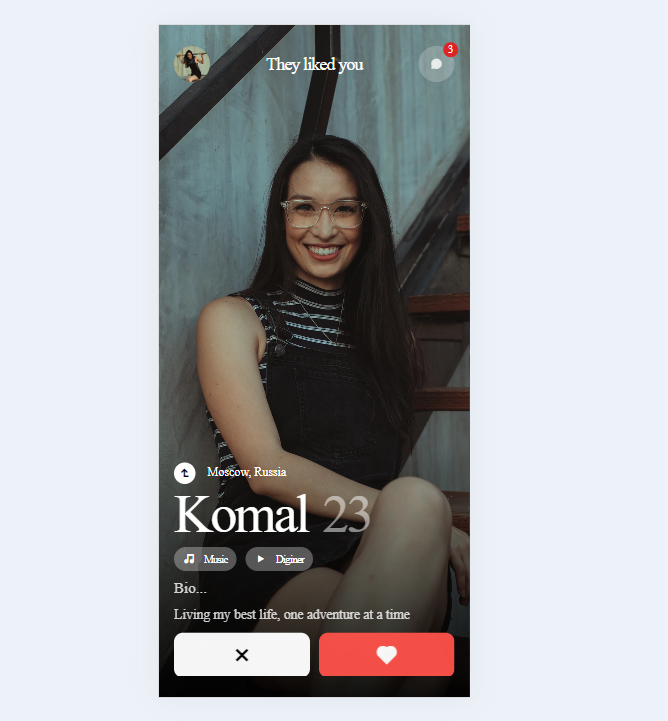 They liked you
3
Moscow, Russia
Komal 23
Music
Diginer
Bio...
Living my best life, one adventure at a time